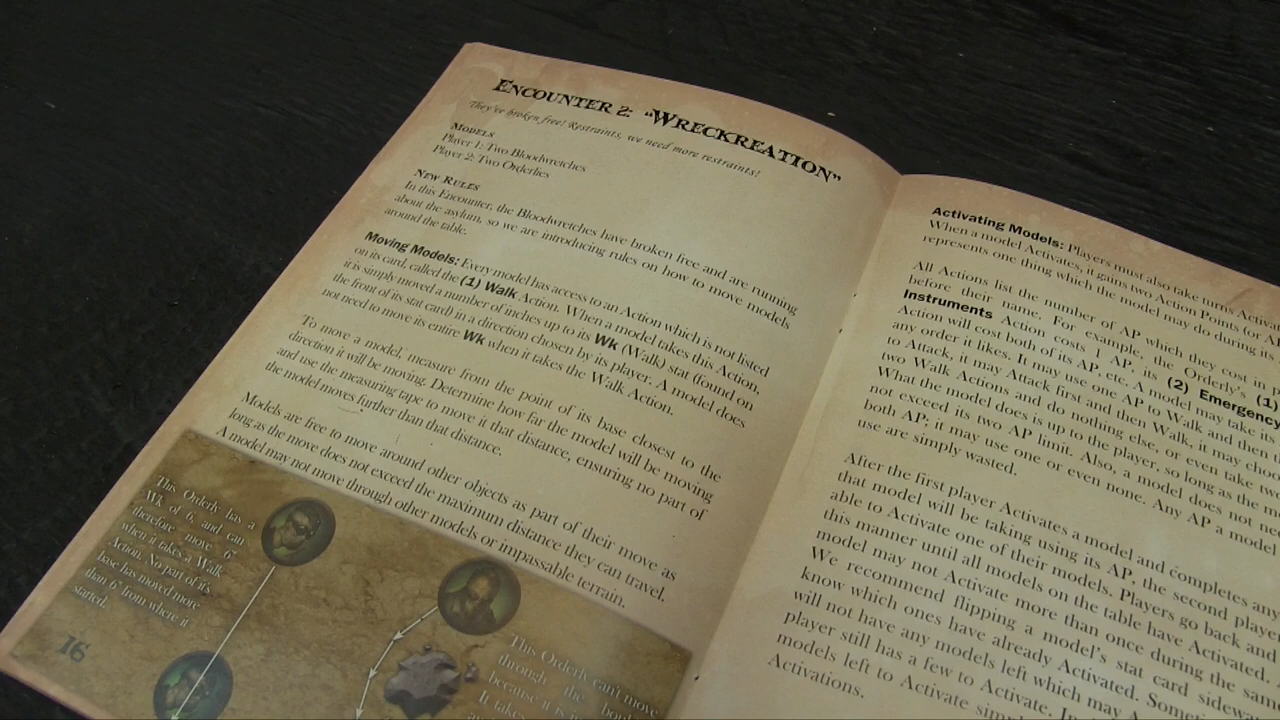 ENCOUNTER 2: "WRECKREATION"
They've broken free! Restraints, we need more restraints!
MODELS
Player 1: Two Bloodwretches
Player 2: Two Orderlies
NEW RULES
In this Encounter, the Bloodwretches have broken free and are running
about the asylum, so we are introducing rules on how to move models
around the table.
Moving Models: Every model has access to an Action which is not listed
on its card, called the (1) Walk Action. When a model takes this Action,
it is simply moved a number of inches up to its Wk (Walk) stat (found on
the front of its stat card) in a direction chosen by its player. A model does
not need to move its entire Wk when it takes the Walk Action.
To move a model, measure from the point of its base closest to the
direction it will be moving. Determine how far the model will be moving
and use the measuring tape to move it that distance, ensuring no part of
the model moves further than that distance.
Models are free to move around other objects as part of their move as
long as the move does not exceed the maximum distance they can travel.
A model may not move through other models or impassable terrain.
This Orderly has a
Wk of 6, and can
therefore move 6"
when it takes a Walk
Action. No part of it's
base has moved more
than 6" from where it
started.
This Orderly can't move
through the
because it is
It takes
16
Activating Models: Players must also take turns
When a model Activates, it gains two Action Points (or
represents one thing which the model may do during its
All Actions list the number of AP which they cost in
before their name. For example, the Orderly's (1)
Instruments Action costs 1 AP, its (2) Emergency
Action will cost both of its AP, etc. A model may take its
any order it likes. It may use one AP to Walk and then
to Attack, it may Attack first and then Walk, it may
two Walk Actions and do nothing else, or even take two
What the model does is up to the player, so long as the
not exceed its two AP limit. Also, a model does not
both AP; it may use one or even none. Any AP a model
use are simply wasted.
After the first player Activates a model and completes any
that model will be taking using its AP, the second player
able to Activate one of their models. Players go back and
this manner until all models on the table have Activated.
model may not Activate more than once during the same
We recommend flipping a model's stat card
know which ones have already Activated.
will not have any models left which may
player still has a few to Activate.
models left to Activate
Activations.